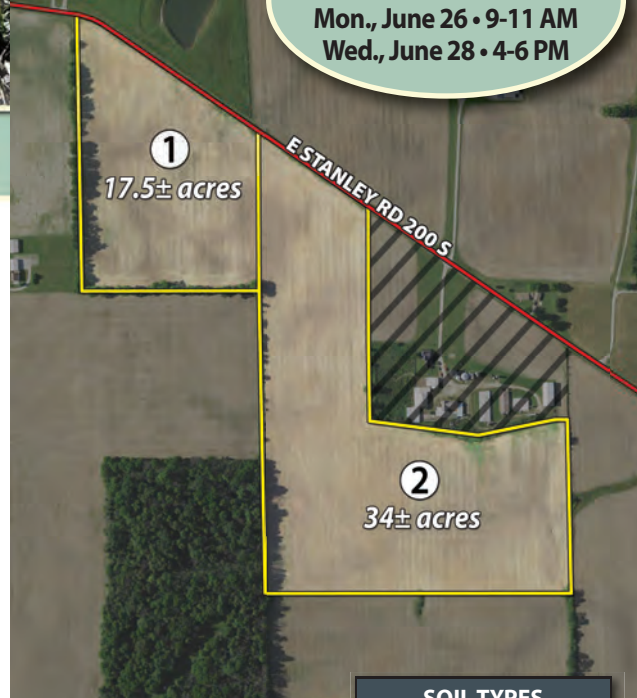 Mon., June 26 • 9-11 AM
Wed., June 28 • 4-6 PM
1
17.5± acres
E STANLEY RD 200 S
2
34± acres
SOIL TYPES